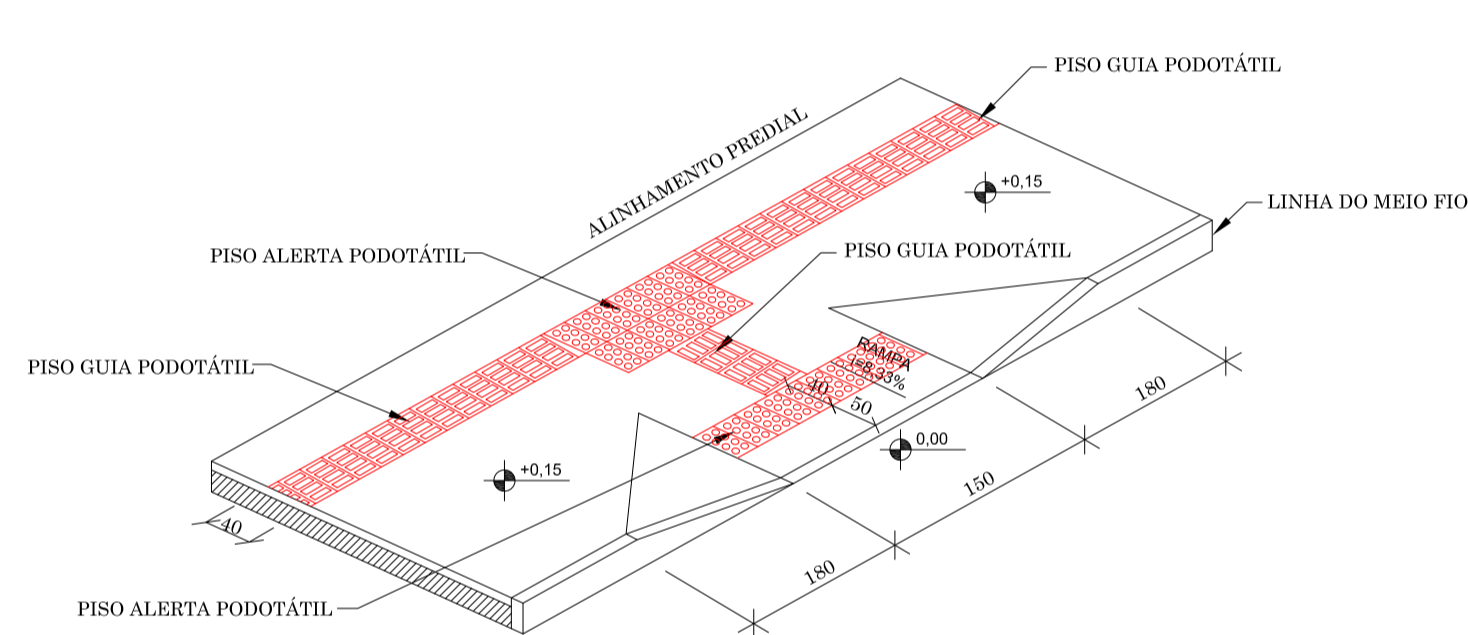 PISO GUIA PODOTÁTIL
ALINHAMENTO PREDIAL
+0,15
LINHA DO MEIO FIO
PISO ALERTA PODOTÁTIL
PISO GUIA PODOTÁTIL
PISO GUIA PODOTÁTIL
RAMPA
i=8,33%
40
50
180
0,00
+0,15
150
40
180
PISO ALERTA PODOTÁTIL